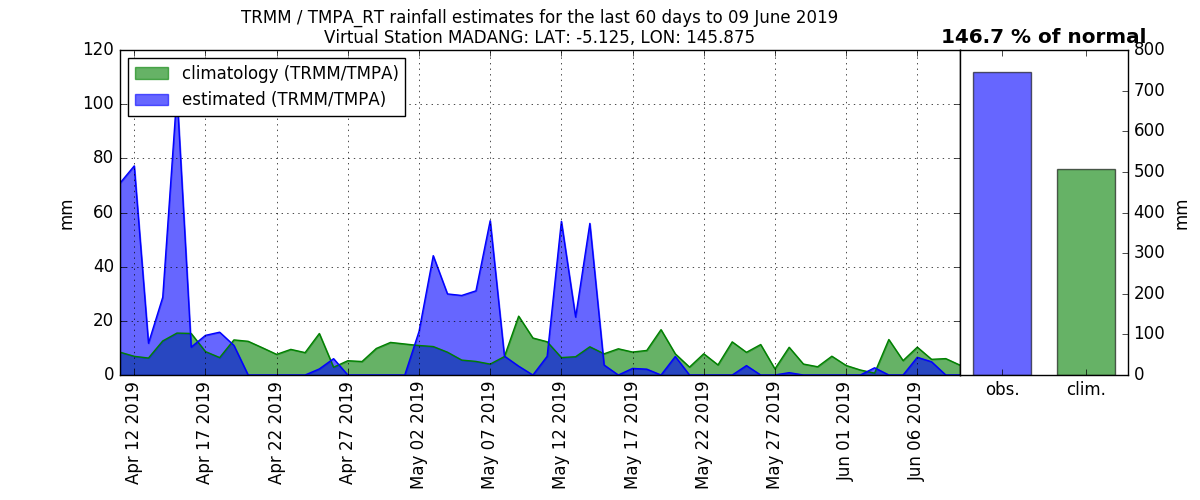 TRMM / TMPA_RT rainfall estimates for the last 60 days to 09 June 2019
Virtual Station MADANG: LAT: -5.125, LON: 145.875
146.7 % of normal
climatology (TRMM/TMPA)
estimated (TRMM/TMPA)
mm
120
100
80
60
40
20
0
Apr 12 2019
Apr 17 2019
Apr 22 2019
Apr 27 2019
May 02 2019
May 07 2019
May 12 2019
May 17 2019
May 22 2019
May 27 2019
Jun 01 2019
Jun 06 2019
800
700
600
500
400
300
200
100
0
mm
obs.
clim.